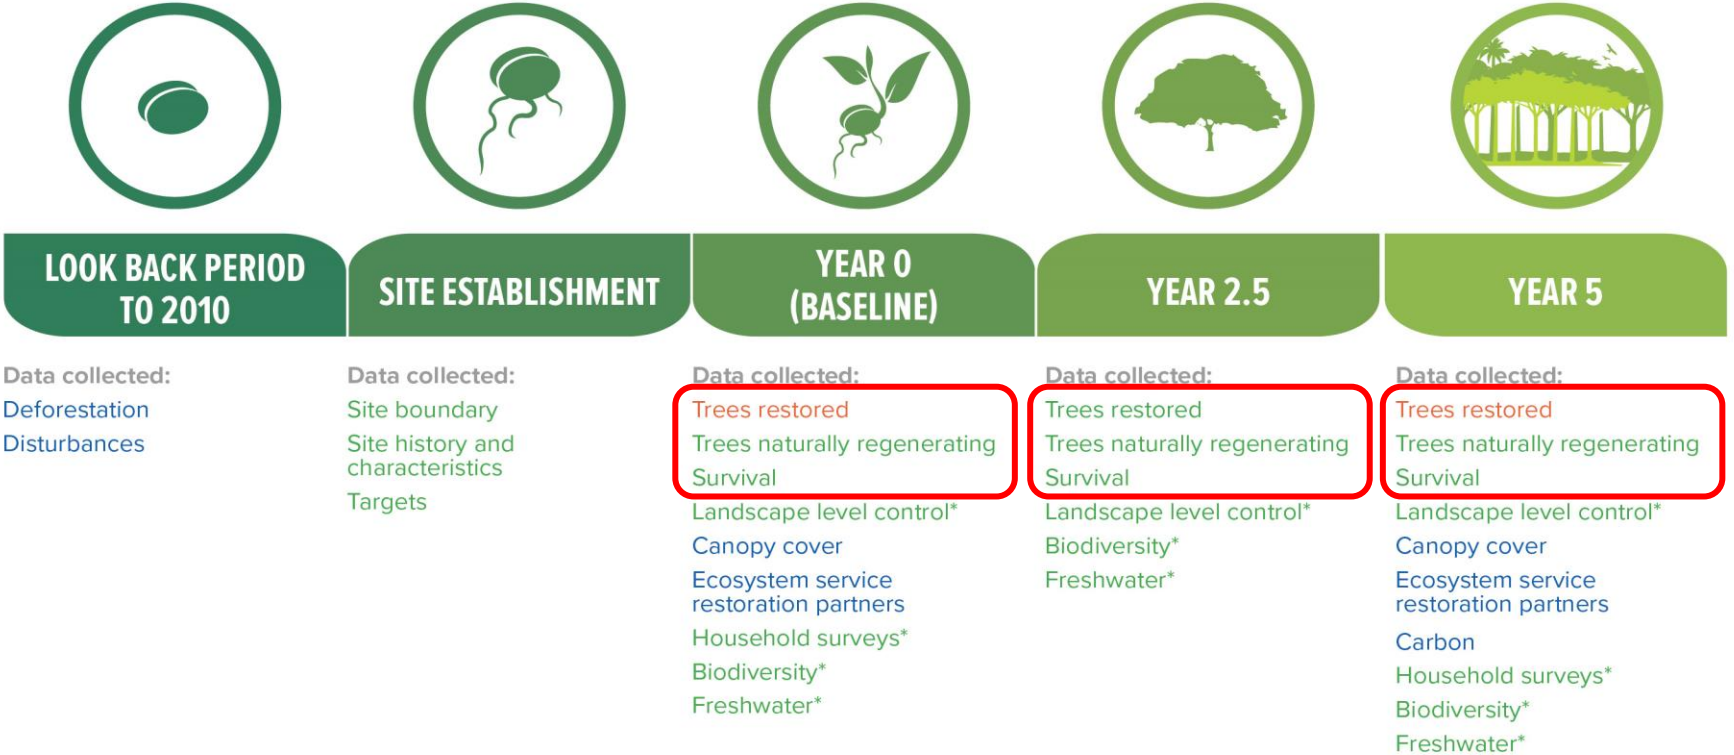 LOOK BACK PERIOD
TO 2010
Data collected:
Deforestation
Disturbances
SITE ESTABLISHMENT
Data collected:
Site boundary
Site history and
characteristics
Targets
YEAR 0
(BASELINE)
Data collected:
Trees restored
Trees naturally regenerating
Survival
Landscape level control*
Canopy cover
Ecosystem service
restoration partners
Household surveys*
Biodiversity*
Freshwater*
YEAR 2.5
Data collected:
Trees restored
Trees naturally regenerating
Survival
Landscape level control*
Biodiversity*
Freshwater*
YEAR 5
Data collected:
Trees restored
Trees naturally regenerating
Survival
Landscape level control*
Canopy cover
Ecosystem service
restoration partners
Carbon
Household surveys*
Biodiversity*
Freshwater*